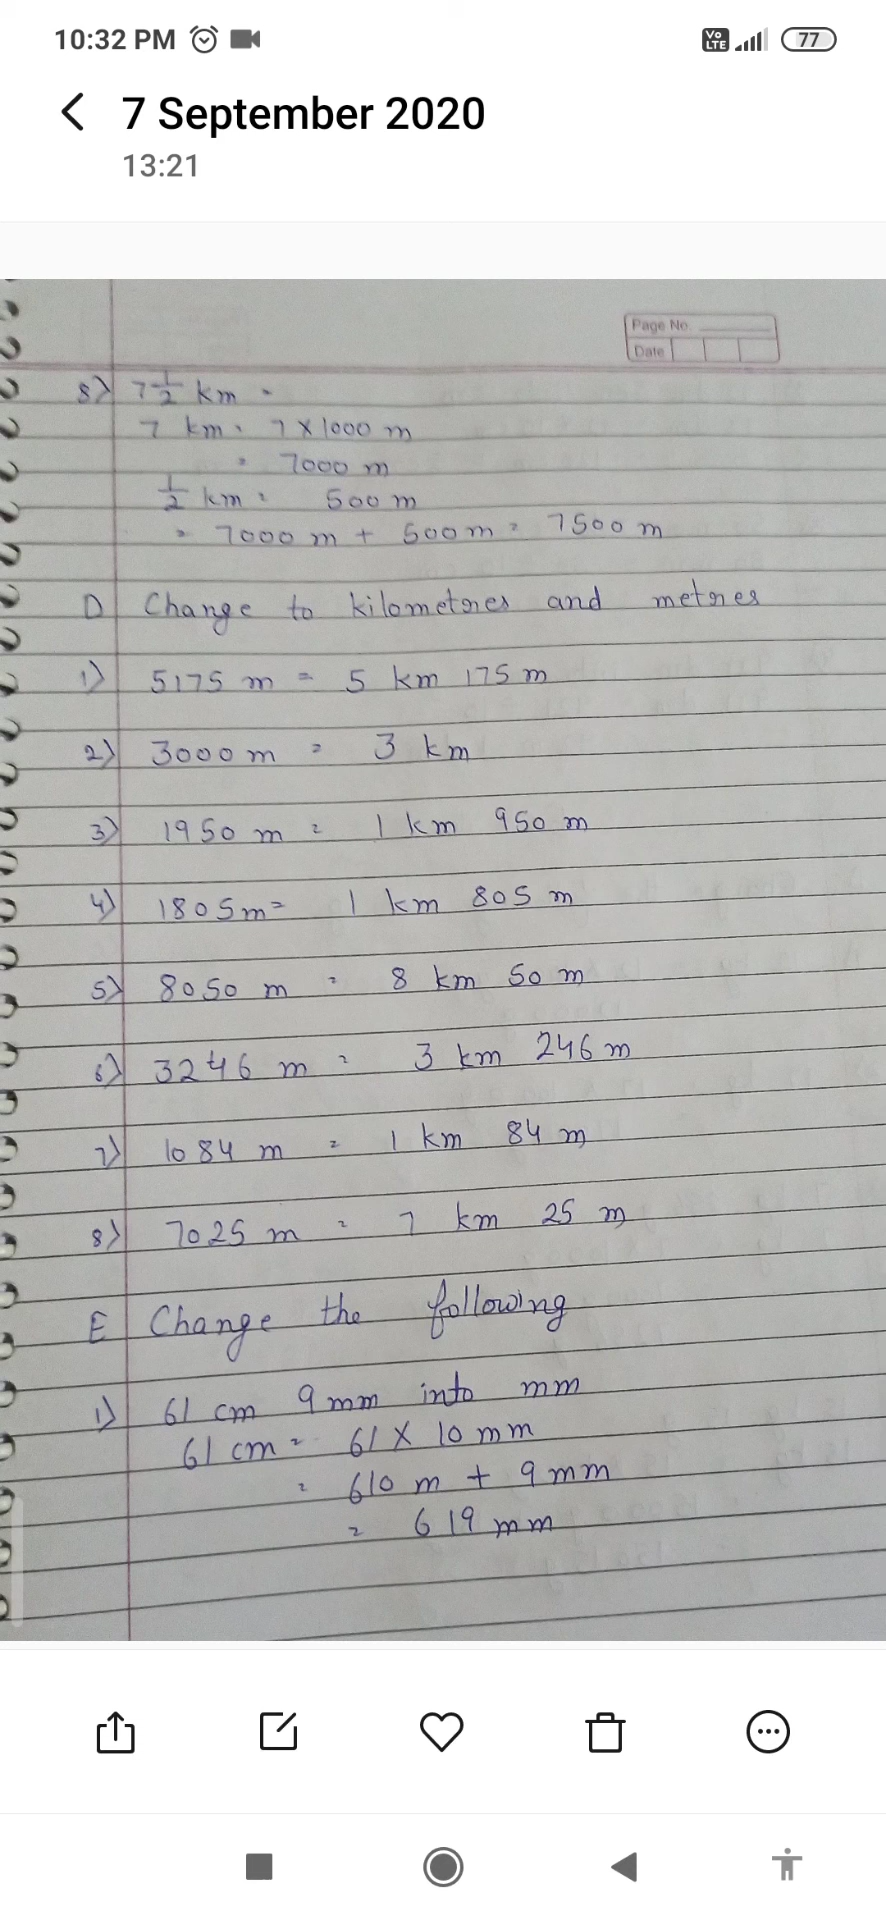 10:32 PM
Vo LTE
77
7 September 2020
13:21
Page No.
Date
8) 7 1/2 km =
7 km = 7 x 1000 m
= 7000 m
1/2 km = 500 m
= 7000 m + 500 m = 7500 m
D Change to kilometres and metres
1) 5175 m = 5 km 175 m
2) 3000 m = 3 km
3) 1950 m = 1 km 950 m
4) 1805 m = 1 km 805 m
5) 8050 m = 8 km 50 m
6) 3246 m = 3 km 246 m
7) 1084 m = 1 km 84 m
8) 7025 m = 7 km 25 m
E Change the following
1) 61 cm 9 mm into mm
61 cm = 61 x 10 mm
= 610 m + 9 mm
= 619 mm